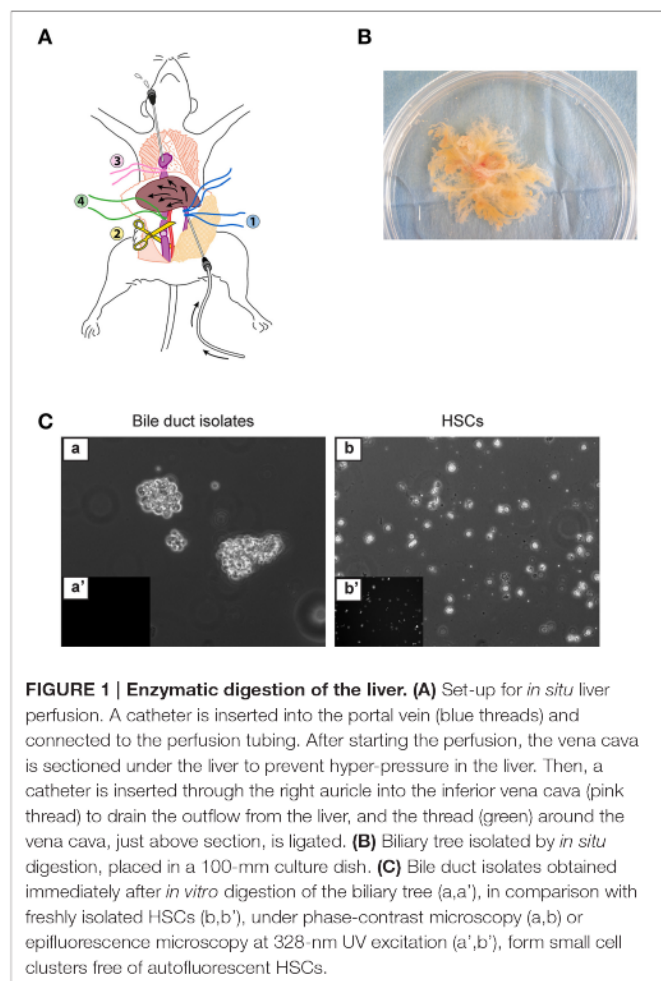 A
B
3
4
2
1
C
Bile duct isolates
HSCs
a
b
a’
b’
FIGURE 1 | Enzymatic digestion of the liver. (A) Set-up for in situ liver
perfusion. A catheter is inserted into the portal vein (blue threads) and
connected to the perfusion tubing. After starting the perfusion, the vena cava
is sectioned under the liver to prevent hyper-pressure in the liver. Then, a
catheter is inserted through the right auricle into the inferior vena cava (pink
thread) to drain the outflow from the liver, and the thread (green) around the
vena cava, just above section, is ligated. (B) Biliary tree isolated by in situ
digestion, placed in a 100-mm culture dish. (C) Bile duct isolates obtained
immediately after in vitro digestion of the biliary tree (a,a’), in comparison with
freshly isolated HSCs (b,b’), under phase-contrast microscopy (a,b) or
epifluorescence microscopy at 328-nm UV excitation (a’,b’), form small cell
clusters free of autofluorescent HSCs.